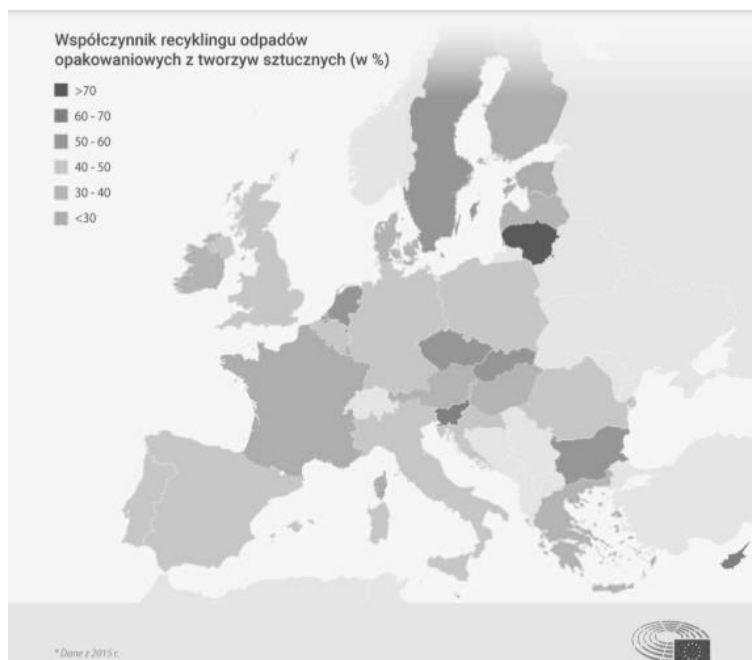 Współczynnik recyklingu odpadów
opakowaniowych z tworzyw sztucznych (w %)
>70
60 - 70
50 - 60
40 - 50
30 - 40
<30
* Dane z 2015 r.